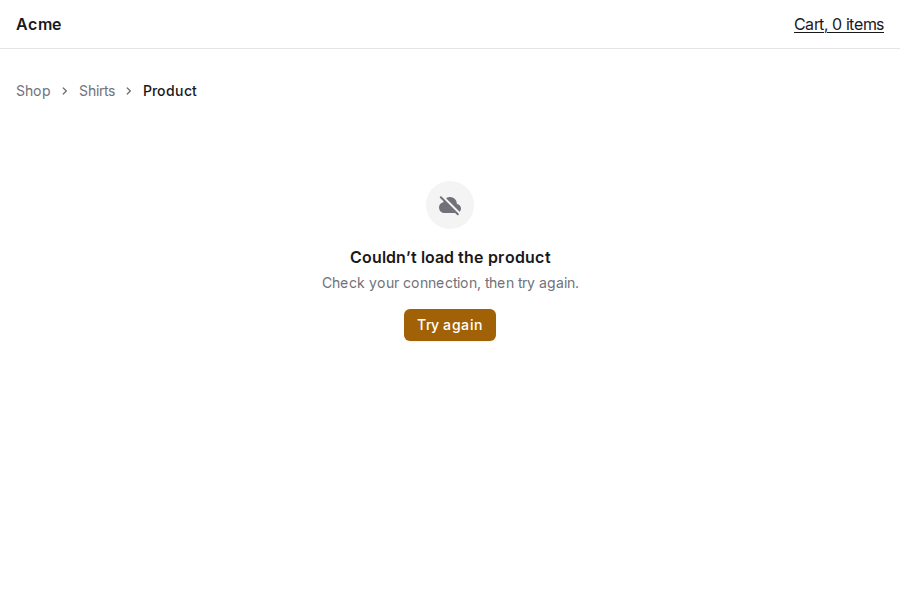 Acme
Cart, 0 items
Shop
Shirts
Product
Couldn’t load the product
Check your connection, then try again.
Try again